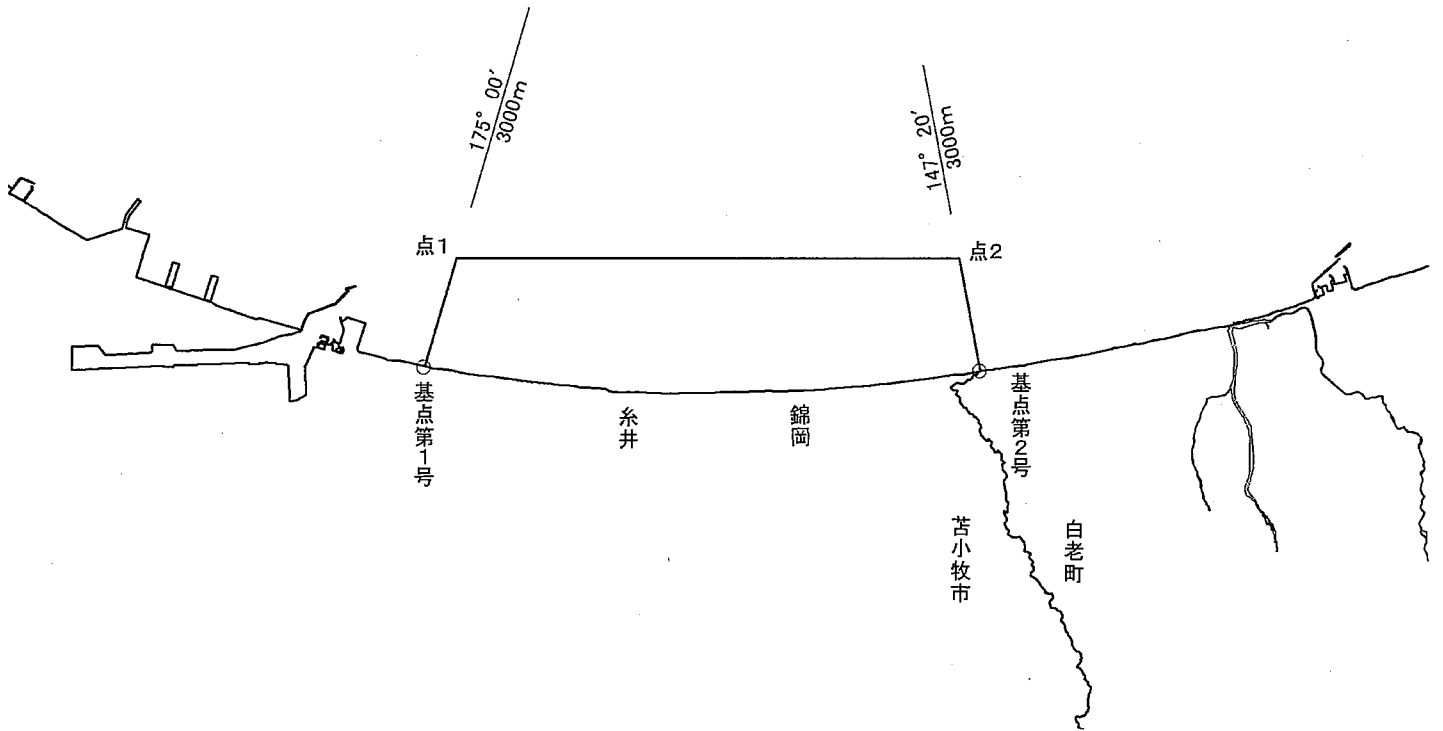 175° 00′
3000m
147° 20′
3000m
点1
点2
基点第1号
糸井
錦岡
基点第2号
苫小牧市
白老町